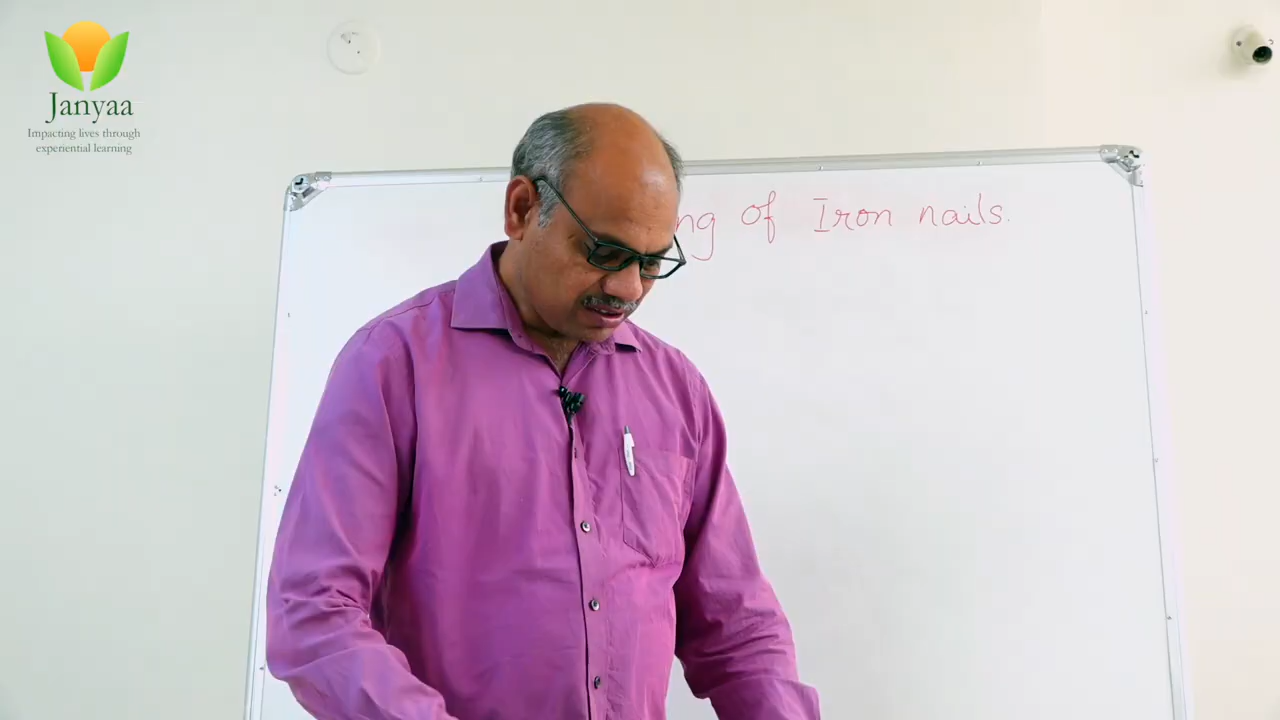 Janyaa
Impacting lives through
experiential learning
ng of Iron nails.